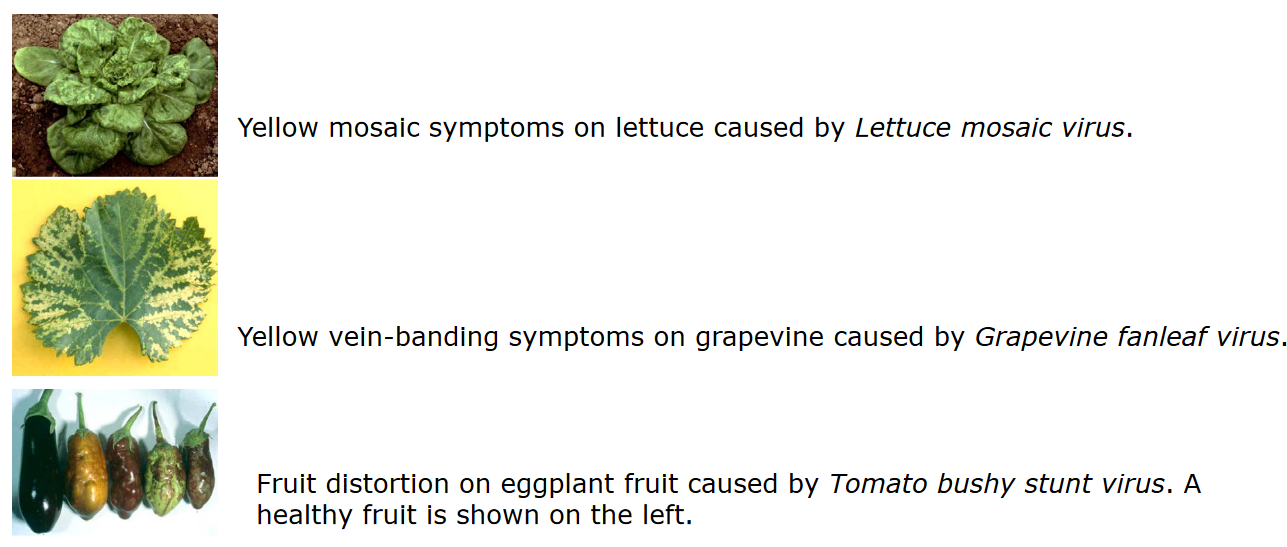 Yellow mosaic symptoms on lettuce caused by Lettuce mosaic virus.
Yellow vein-banding symptoms on grapevine caused by Grapevine fanleaf virus.
Fruit distortion on eggplant fruit caused by Tomato bushy stunt virus. A
healthy fruit is shown on the left.